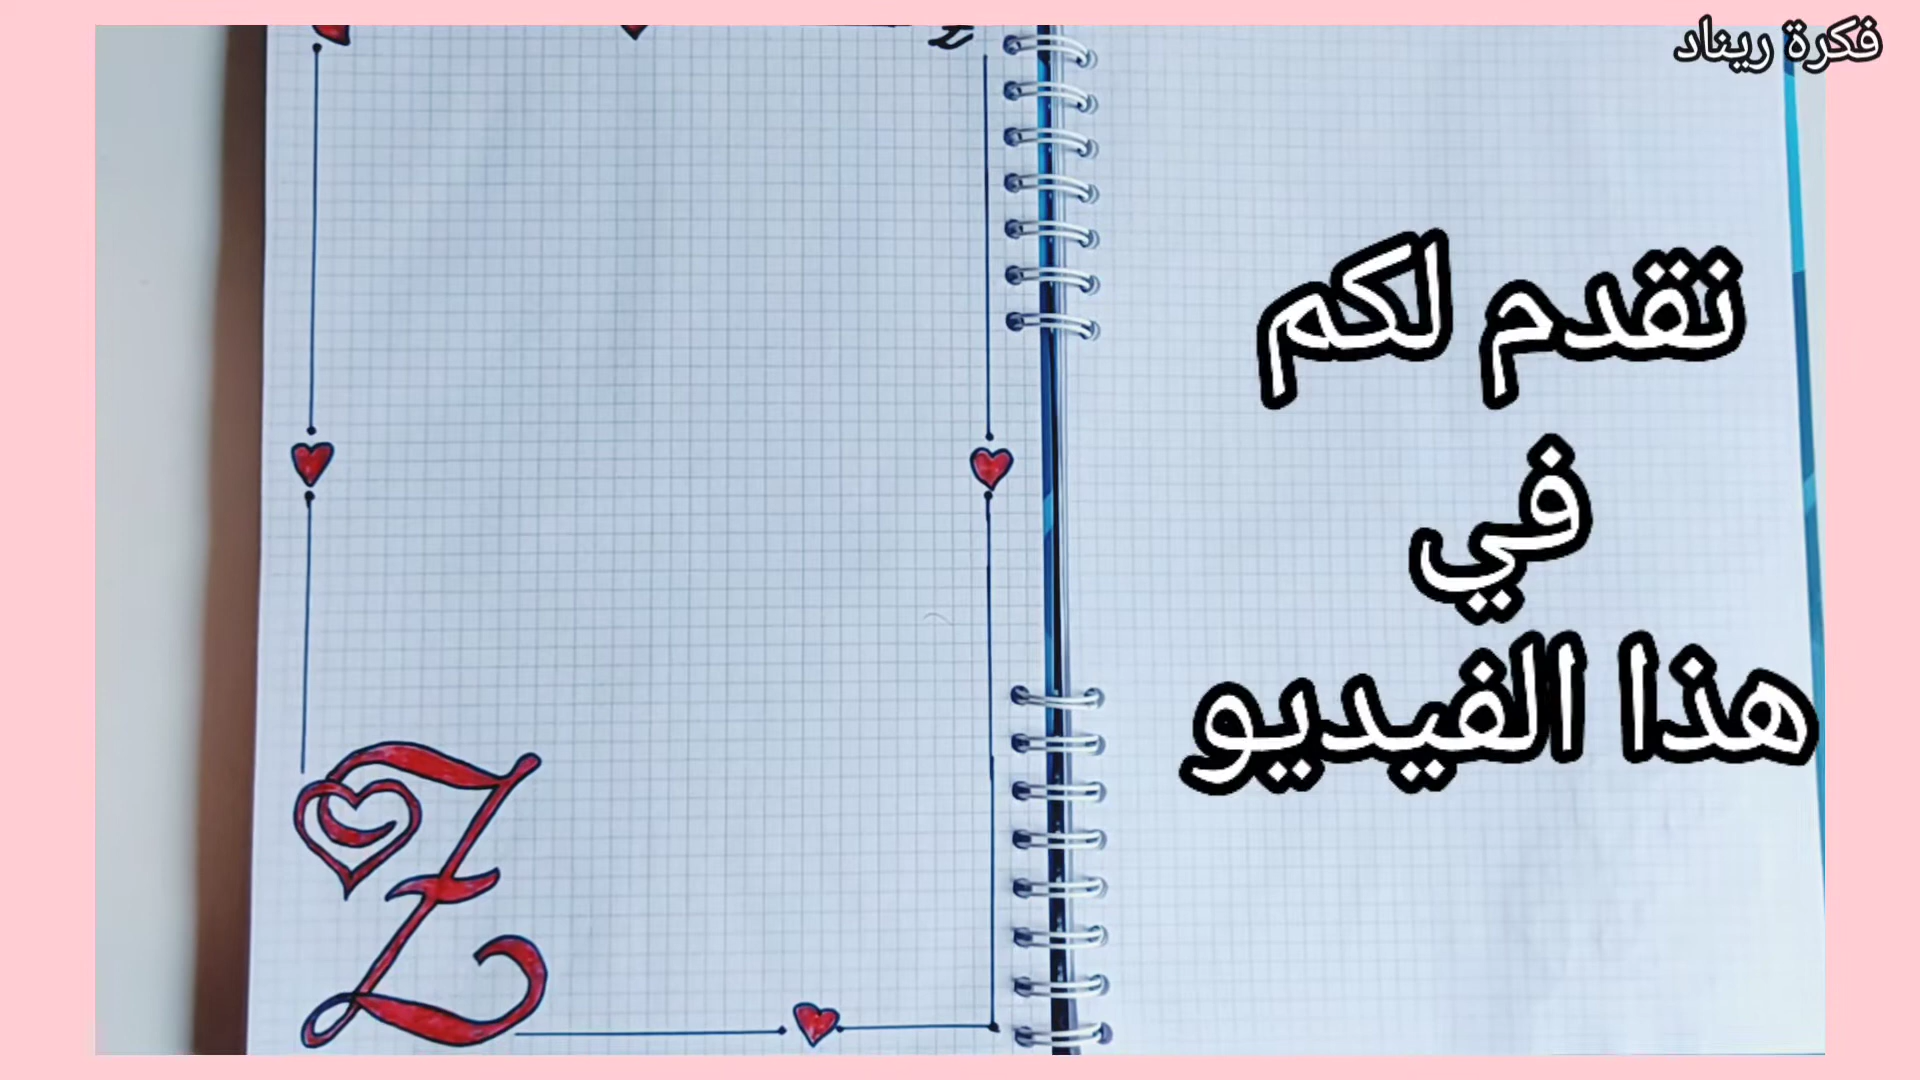 فكرة ريناد
نقدم لكم
في
هذا الفيديو
Z